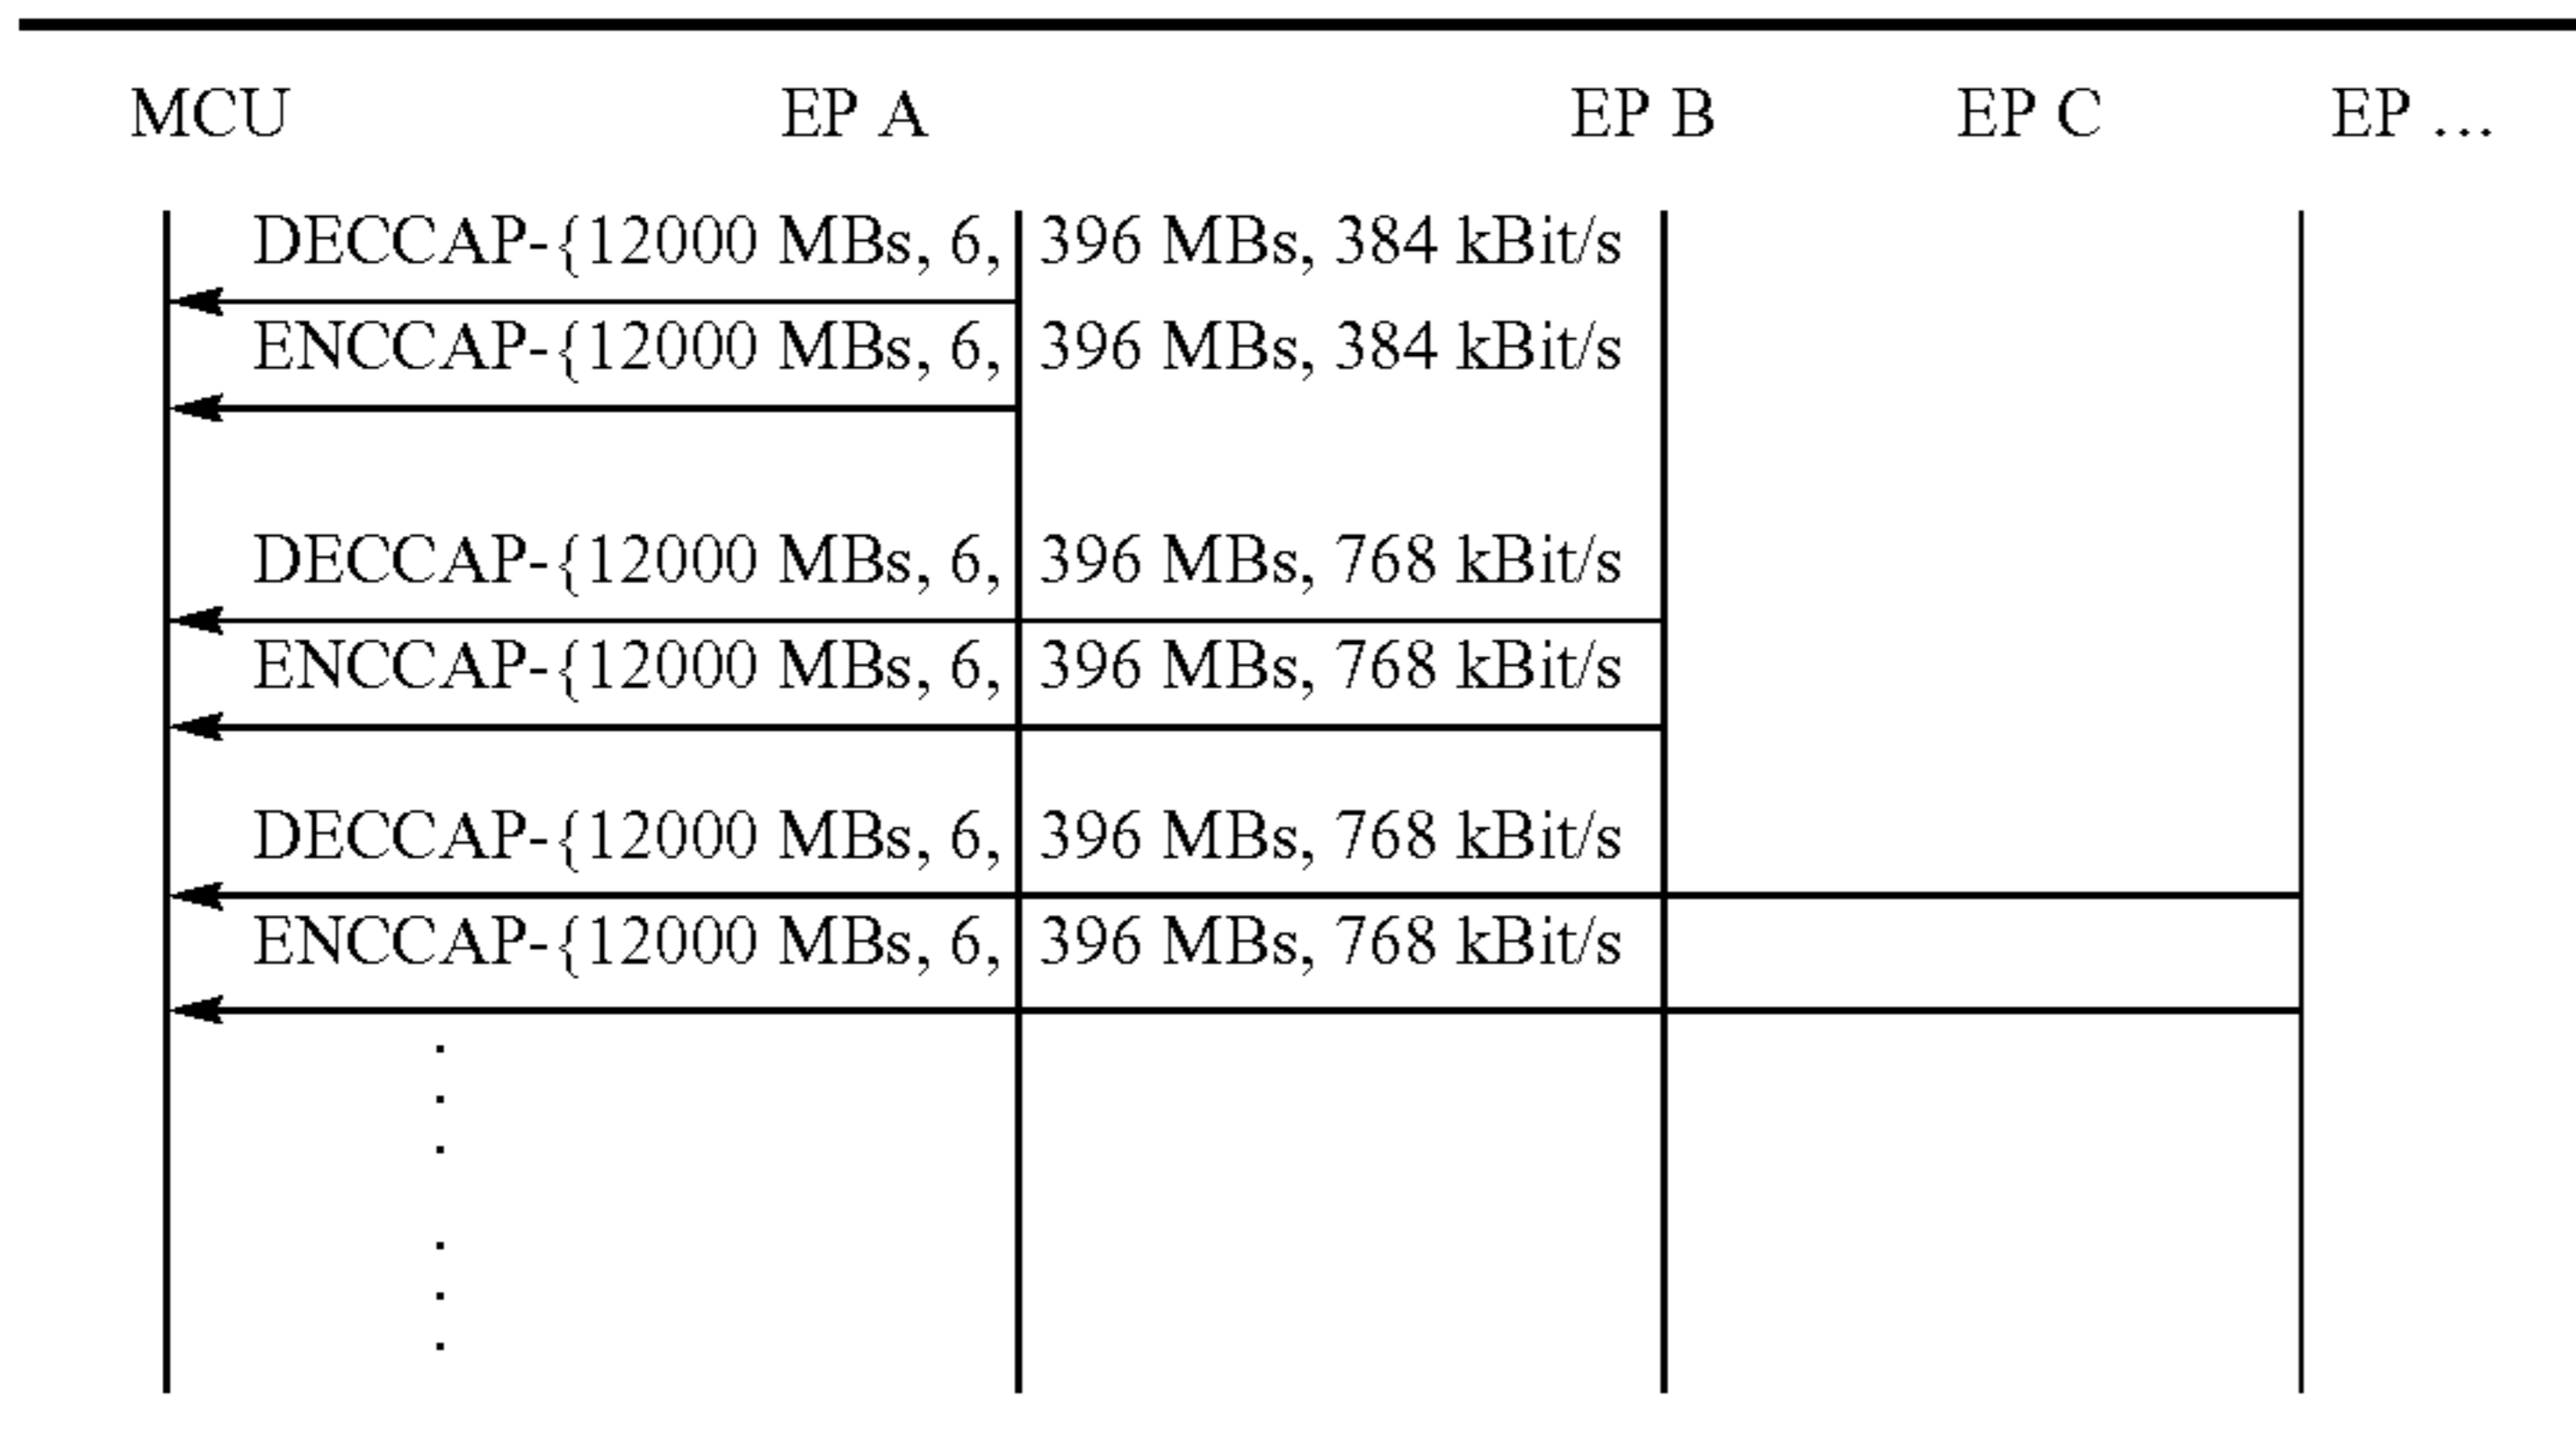 MCU EP A EP B EP C EP ...
DECCAP-{12000 MBs, 6, 396 MBs, 384 kBit/s
ENCCAP-{12000 MBs, 6, 396 MBs, 384 kBit/s
DECCAP-{12000 MBs, 6, 396 MBs, 768 kBit/s
ENCCAP-{12000 MBs, 6, 396 MBs, 768 kBit/s
DECCAP-{12000 MBs, 6, 396 MBs, 768 kBit/s
ENCCAP-{12000 MBs, 6, 396 MBs, 768 kBit/s